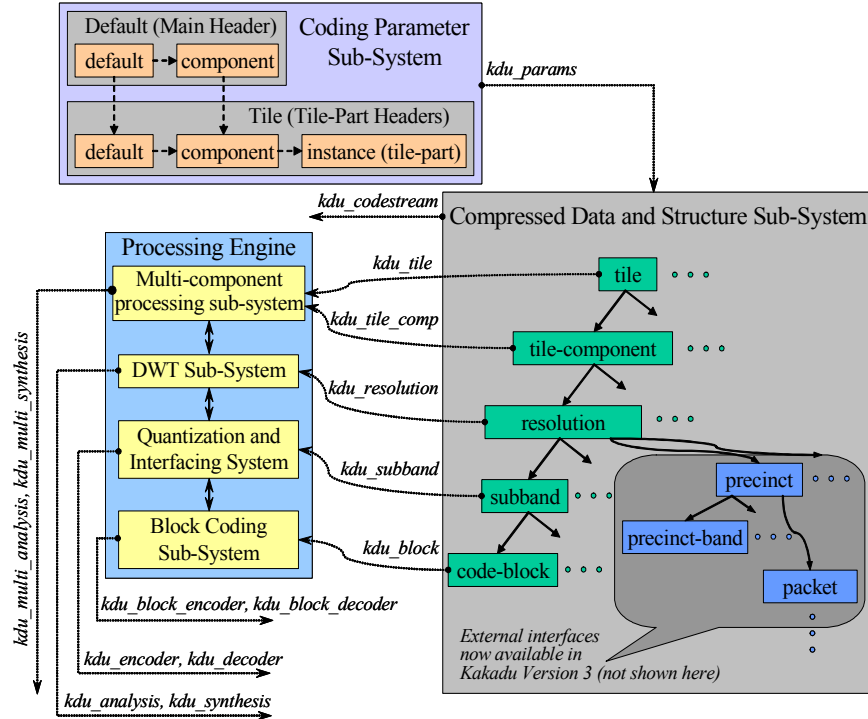 Default (Main Header)
Coding Parameter
Sub-System
default
component
kdu_params
Tile (Tile-Part Headers)
default
component
instance (tile-part)
kdu_codestream
Compressed Data and Structure Sub-System
Processing Engine
Multi-component
processing sub-system
kdu_tile
tile
kdu_tile_comp
tile-component
DWT Sub-System
kdu_resolution
resolution
Quantization and
Interfacing System
kdu_subband
subband
precinct
precinct-band
Block Coding
Sub-System
kdu_block
code-block
packet
kdu_multi_analysis, kdu_multi_synthesis
kdu_block_encoder, kdu_block_decoder
kdu_encoder, kdu_decoder
kdu_analysis, kdu_synthesis
External interfaces
now available in
Kakadu Version 3 (not shown here)